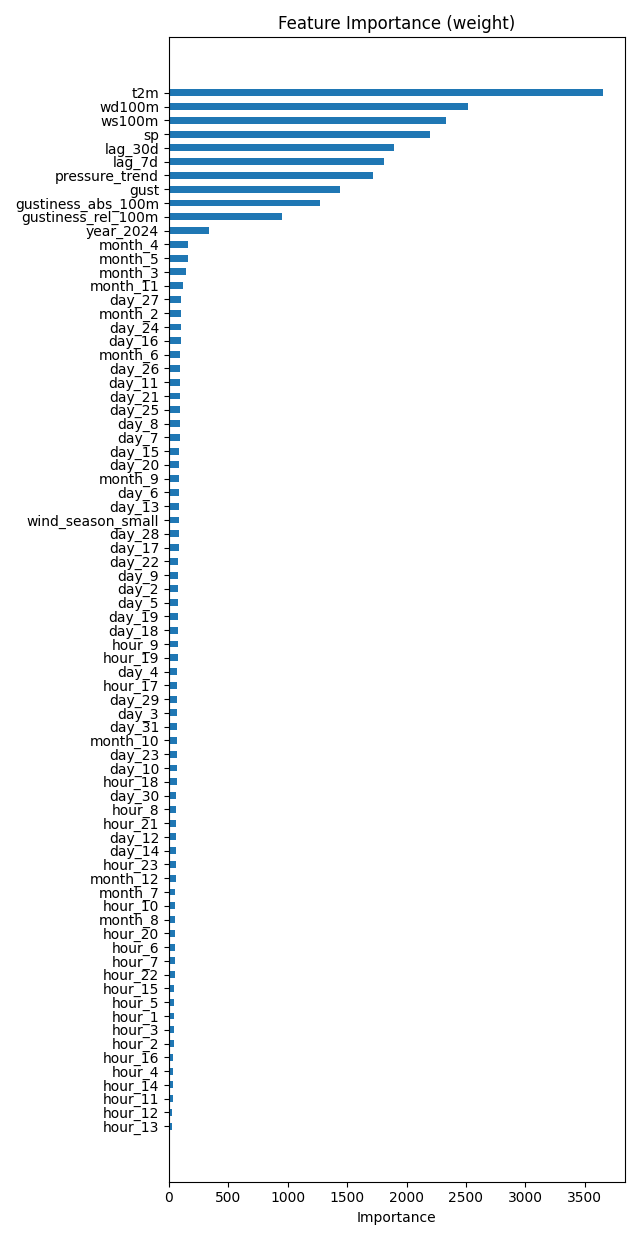 Feature Importance (weight)
t2m
wd100m
ws100m
sp
lag_30d
lag_7d
pressure_trend
gust
gustiness_abs_100m
gustiness_rel_100m
year_2024
month_4
month_5
month_3
month_11
day_27
month_2
day_24
day_16
month_6
day_26
day_11
day_21
day_25
day_8
day_7
day_15
day_20
month_9
day_6
day_13
wind_season_small
day_28
day_17
day_22
day_9
day_2
day_5
day_19
day_18
hour_9
hour_19
day_4
hour_17
day_29
day_3
day_31
month_10
day_23
day_10
hour_18
day_30
hour_8
hour_21
day_12
day_14
hour_23
month_12
month_7
hour_10
month_8
hour_20
hour_6
hour_7
hour_22
hour_15
hour_5
hour_1
hour_3
hour_2
hour_16
hour_4
hour_14
hour_11
hour_12
hour_13
0 500 1000 1500 2000 2500 3000 3500
Importance